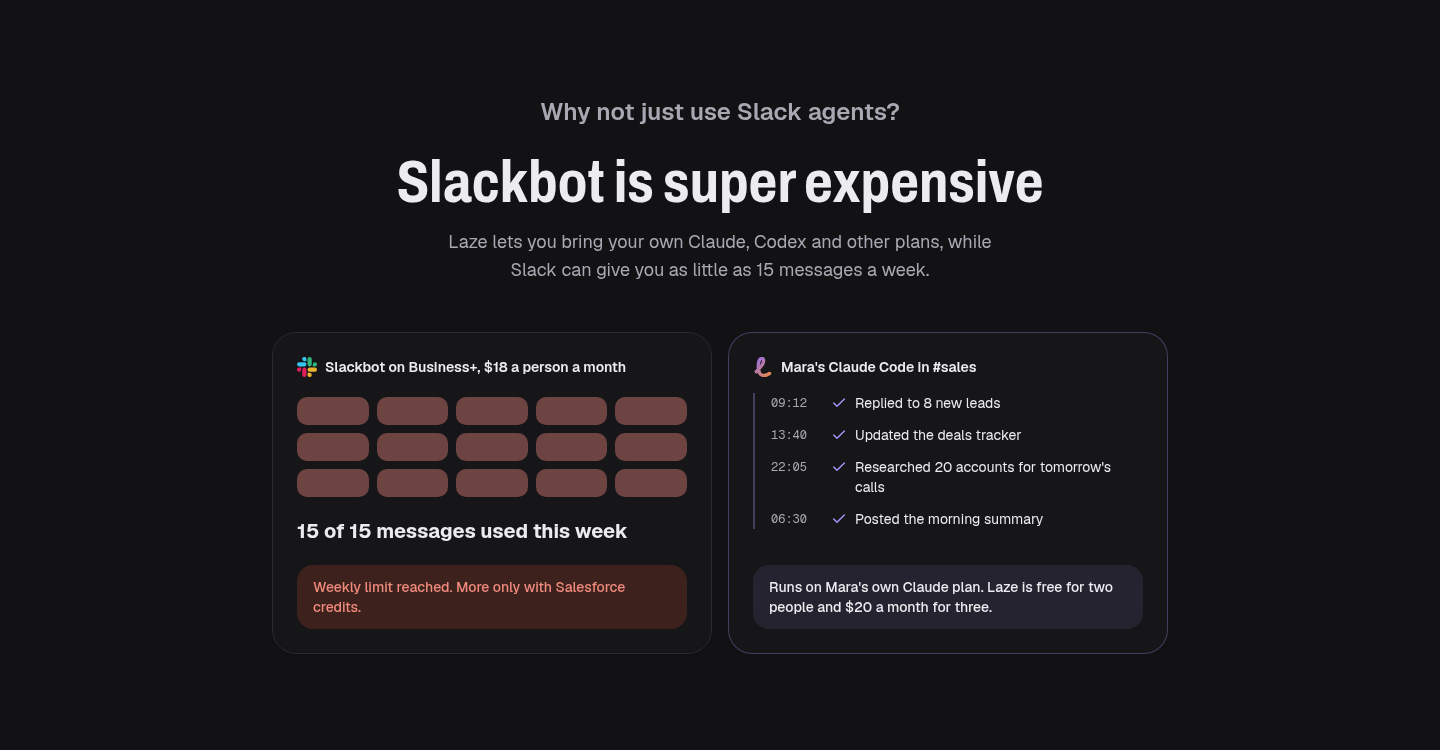 Why not just use Slack agents?
Slackbot is super expensive
Laze lets you bring your own Claude, Codex and other plans, while
Slack can give you as little as 15 messages a week.
Slackbot on Business+, $18 a person a month
15 of 15 messages used this week
Weekly limit reached. More only with Salesforce
credits.
Mara's Claude Code in #sales
09:12 Replied to 8 new leads
13:40 Updated the deals tracker
22:05 Researched 20 accounts for tomorrow's
calls
06:30 Posted the morning summary
Runs on Mara's own Claude plan. Laze is free for two
people and $20 a month for three.